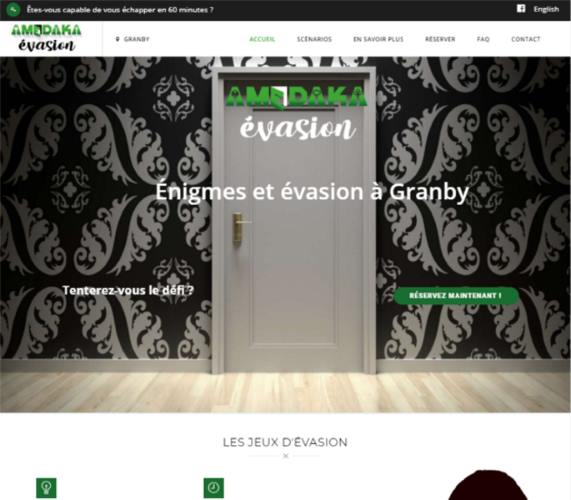 Êtes-vous capable de vous échapper en 60 minutes ?
English
AMODAKA
évasion
GRANBY
ACCUEIL
SCÉNARIOS
EN SAVOIR PLUS
RÉSERVER
FAQ
CONTACT
AMODAKA
évasion
Énigmes et évasion à Granby
Tenterez-vous le défi ?
RÉSERVEZ MAINTENANT !
LES JEUX D'ÉVASION